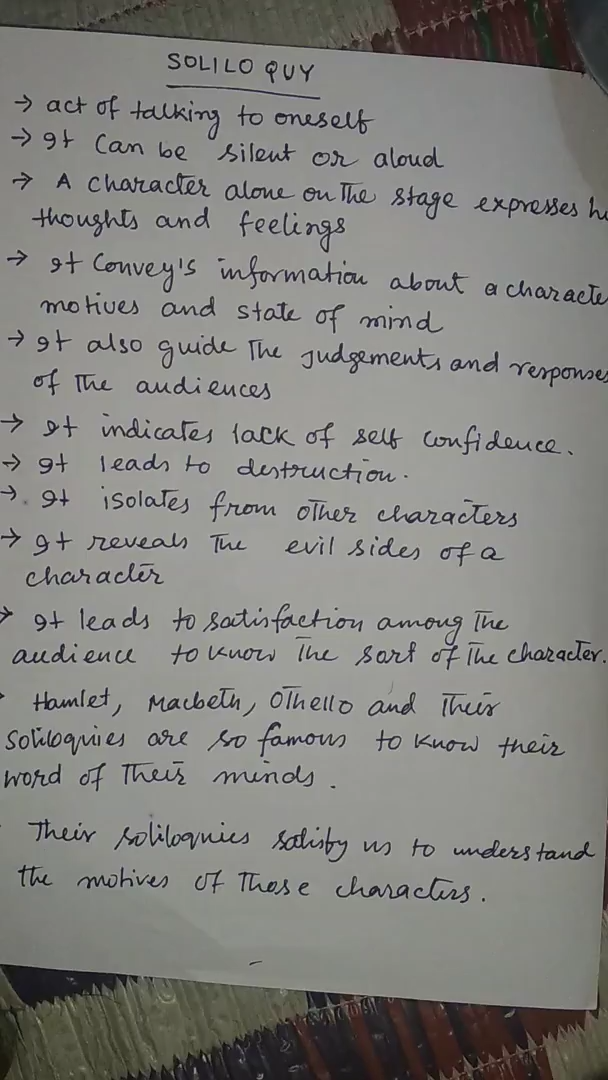 SOLILOQUY
→ act of talking to oneself
→ It Can be silent or aloud
→ A character alone on The stage expresses
thoughts and feelings
→ It Convey's information about a characte
motives and state of mind
→ It also guide The Judgements and responses
of The audiences
→ It indicates lack of self confidence.
→ It leads to destruction.
→ It isolates from other characters
→ It reveals The evil sides of a
character
→ It leads to satisfaction among The
audience to know The sort of The character.
Hamlet, Macbeth, Othello and Their
Soliloquies are so famous to know their
word of Their minds.
Their soliloquies satisfy us to understand
the motives of Those characters.